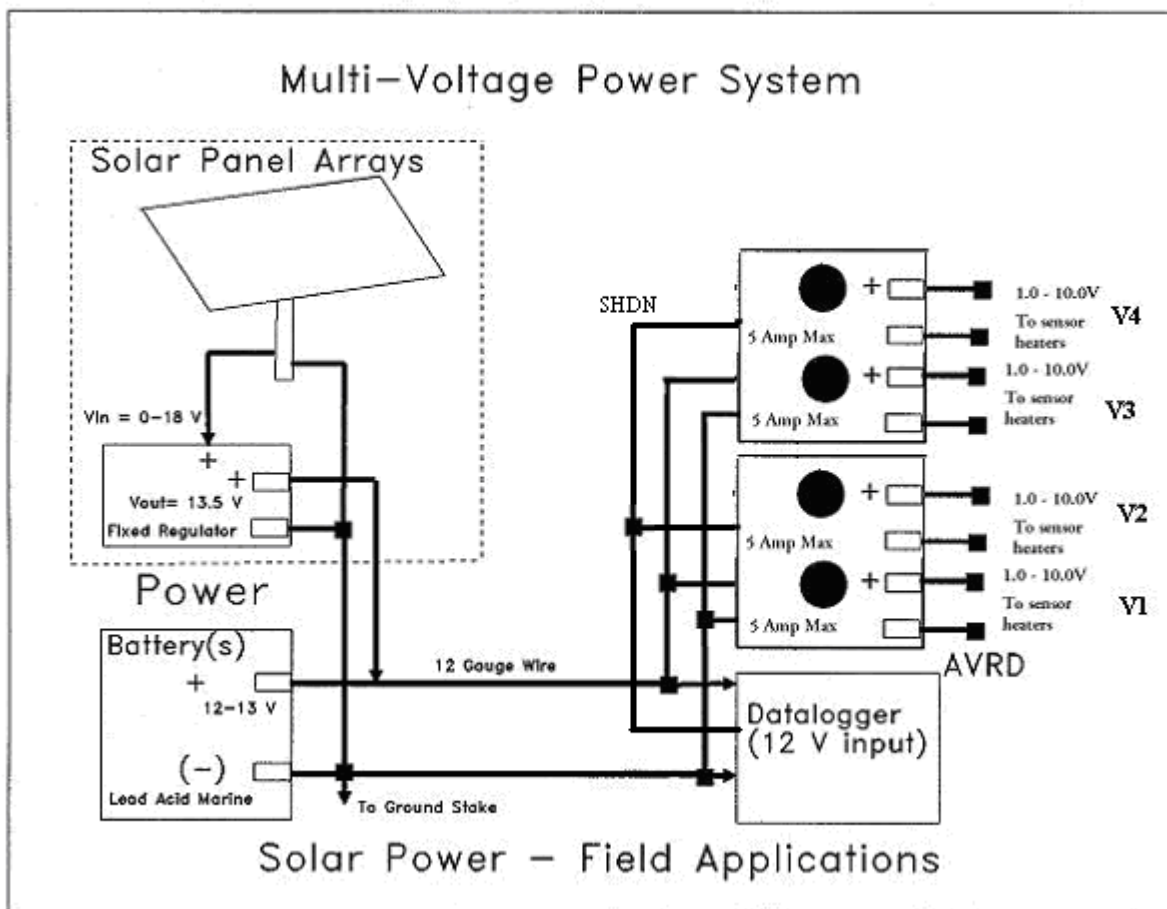 Multi-Voltage Power System
Solar Panel Arrays
Vin = 0-18 V
+
+
Vout= 13.5 V
Fixed Regulator
Power
Battery(s)
+
12-13 V
(-)
Lead Acid Marine
12 Gauge Wire
To Ground Stake
SHDN
+
1.0 - 10.0V
V4
5 Amp Max
To sensor
heaters
+
1.0 - 10.0V
V3
5 Amp Max
To sensor
heaters
+
1.0 - 10.0V
V2
5 Amp Max
To sensor
heaters
+
1.0 - 10.0V
V1
5 Amp Max
To sensor
heaters
AVRD
Datalogger
(12 V input)
Solar Power - Field Applications